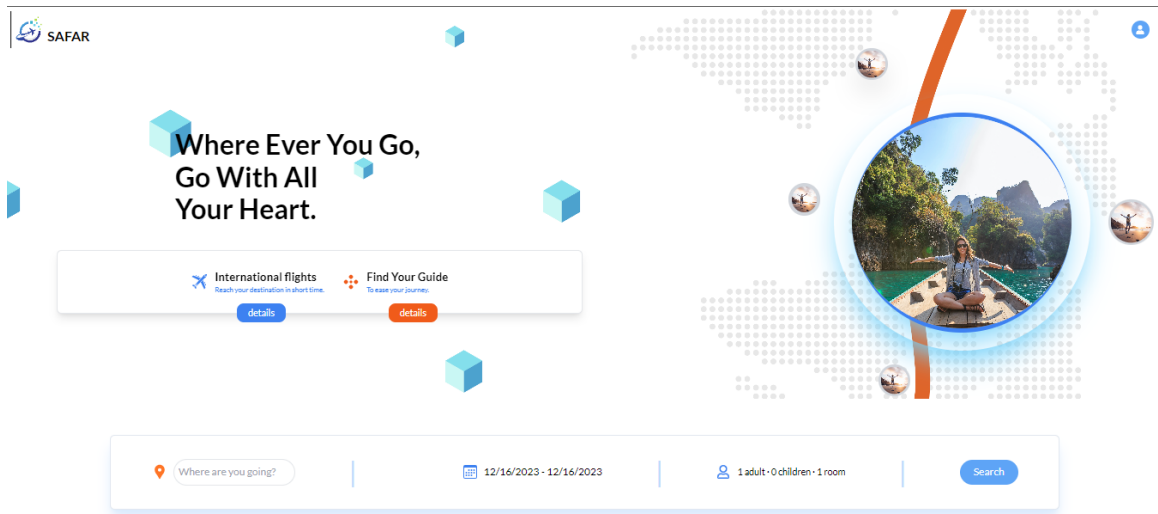 SAFAR
Where Ever You Go,
Go With All
Your Heart.
International flights
Reach your destination in short time.
details
Find Your Guide
To ease your journey.
details
Where are you going?
12/16/2023 - 12/16/2023
1 adult · 0 children · 1 room
Search